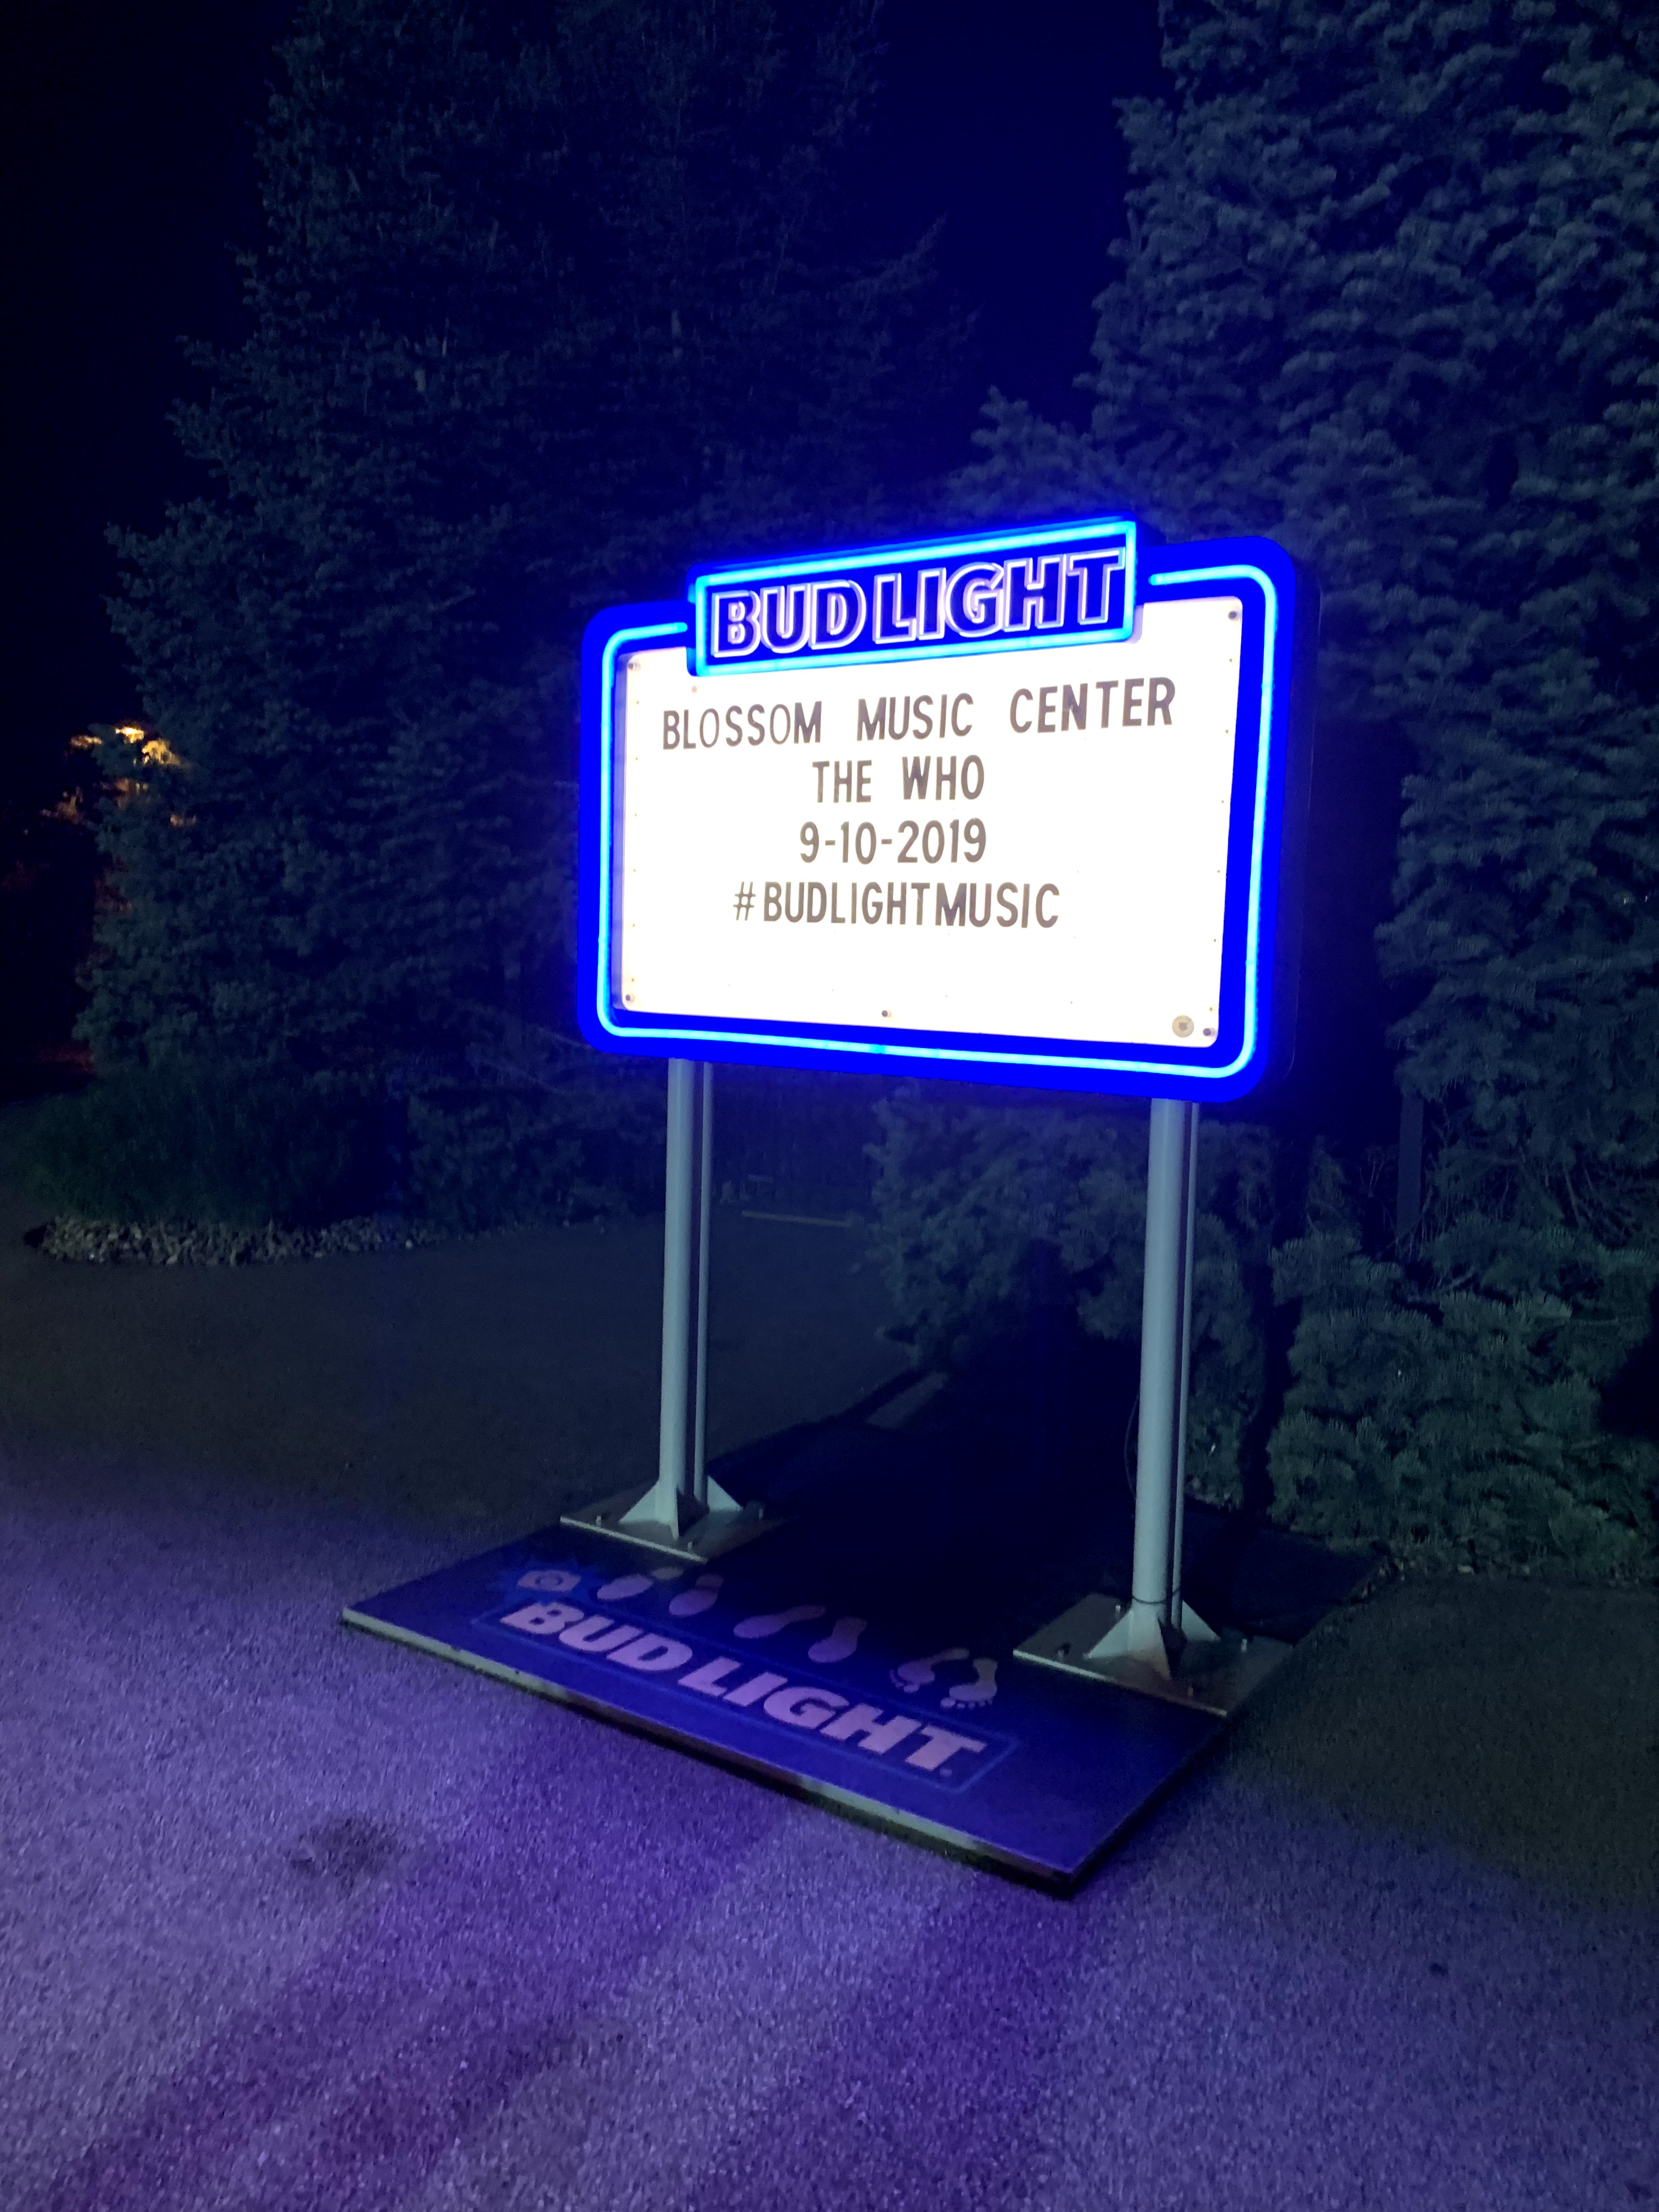 BUD LIGHT
BLOSSOM MUSIC CENTER
THE WHO
9-10-2019
#BUDLIGHTMUSIC
BUD LIGHT